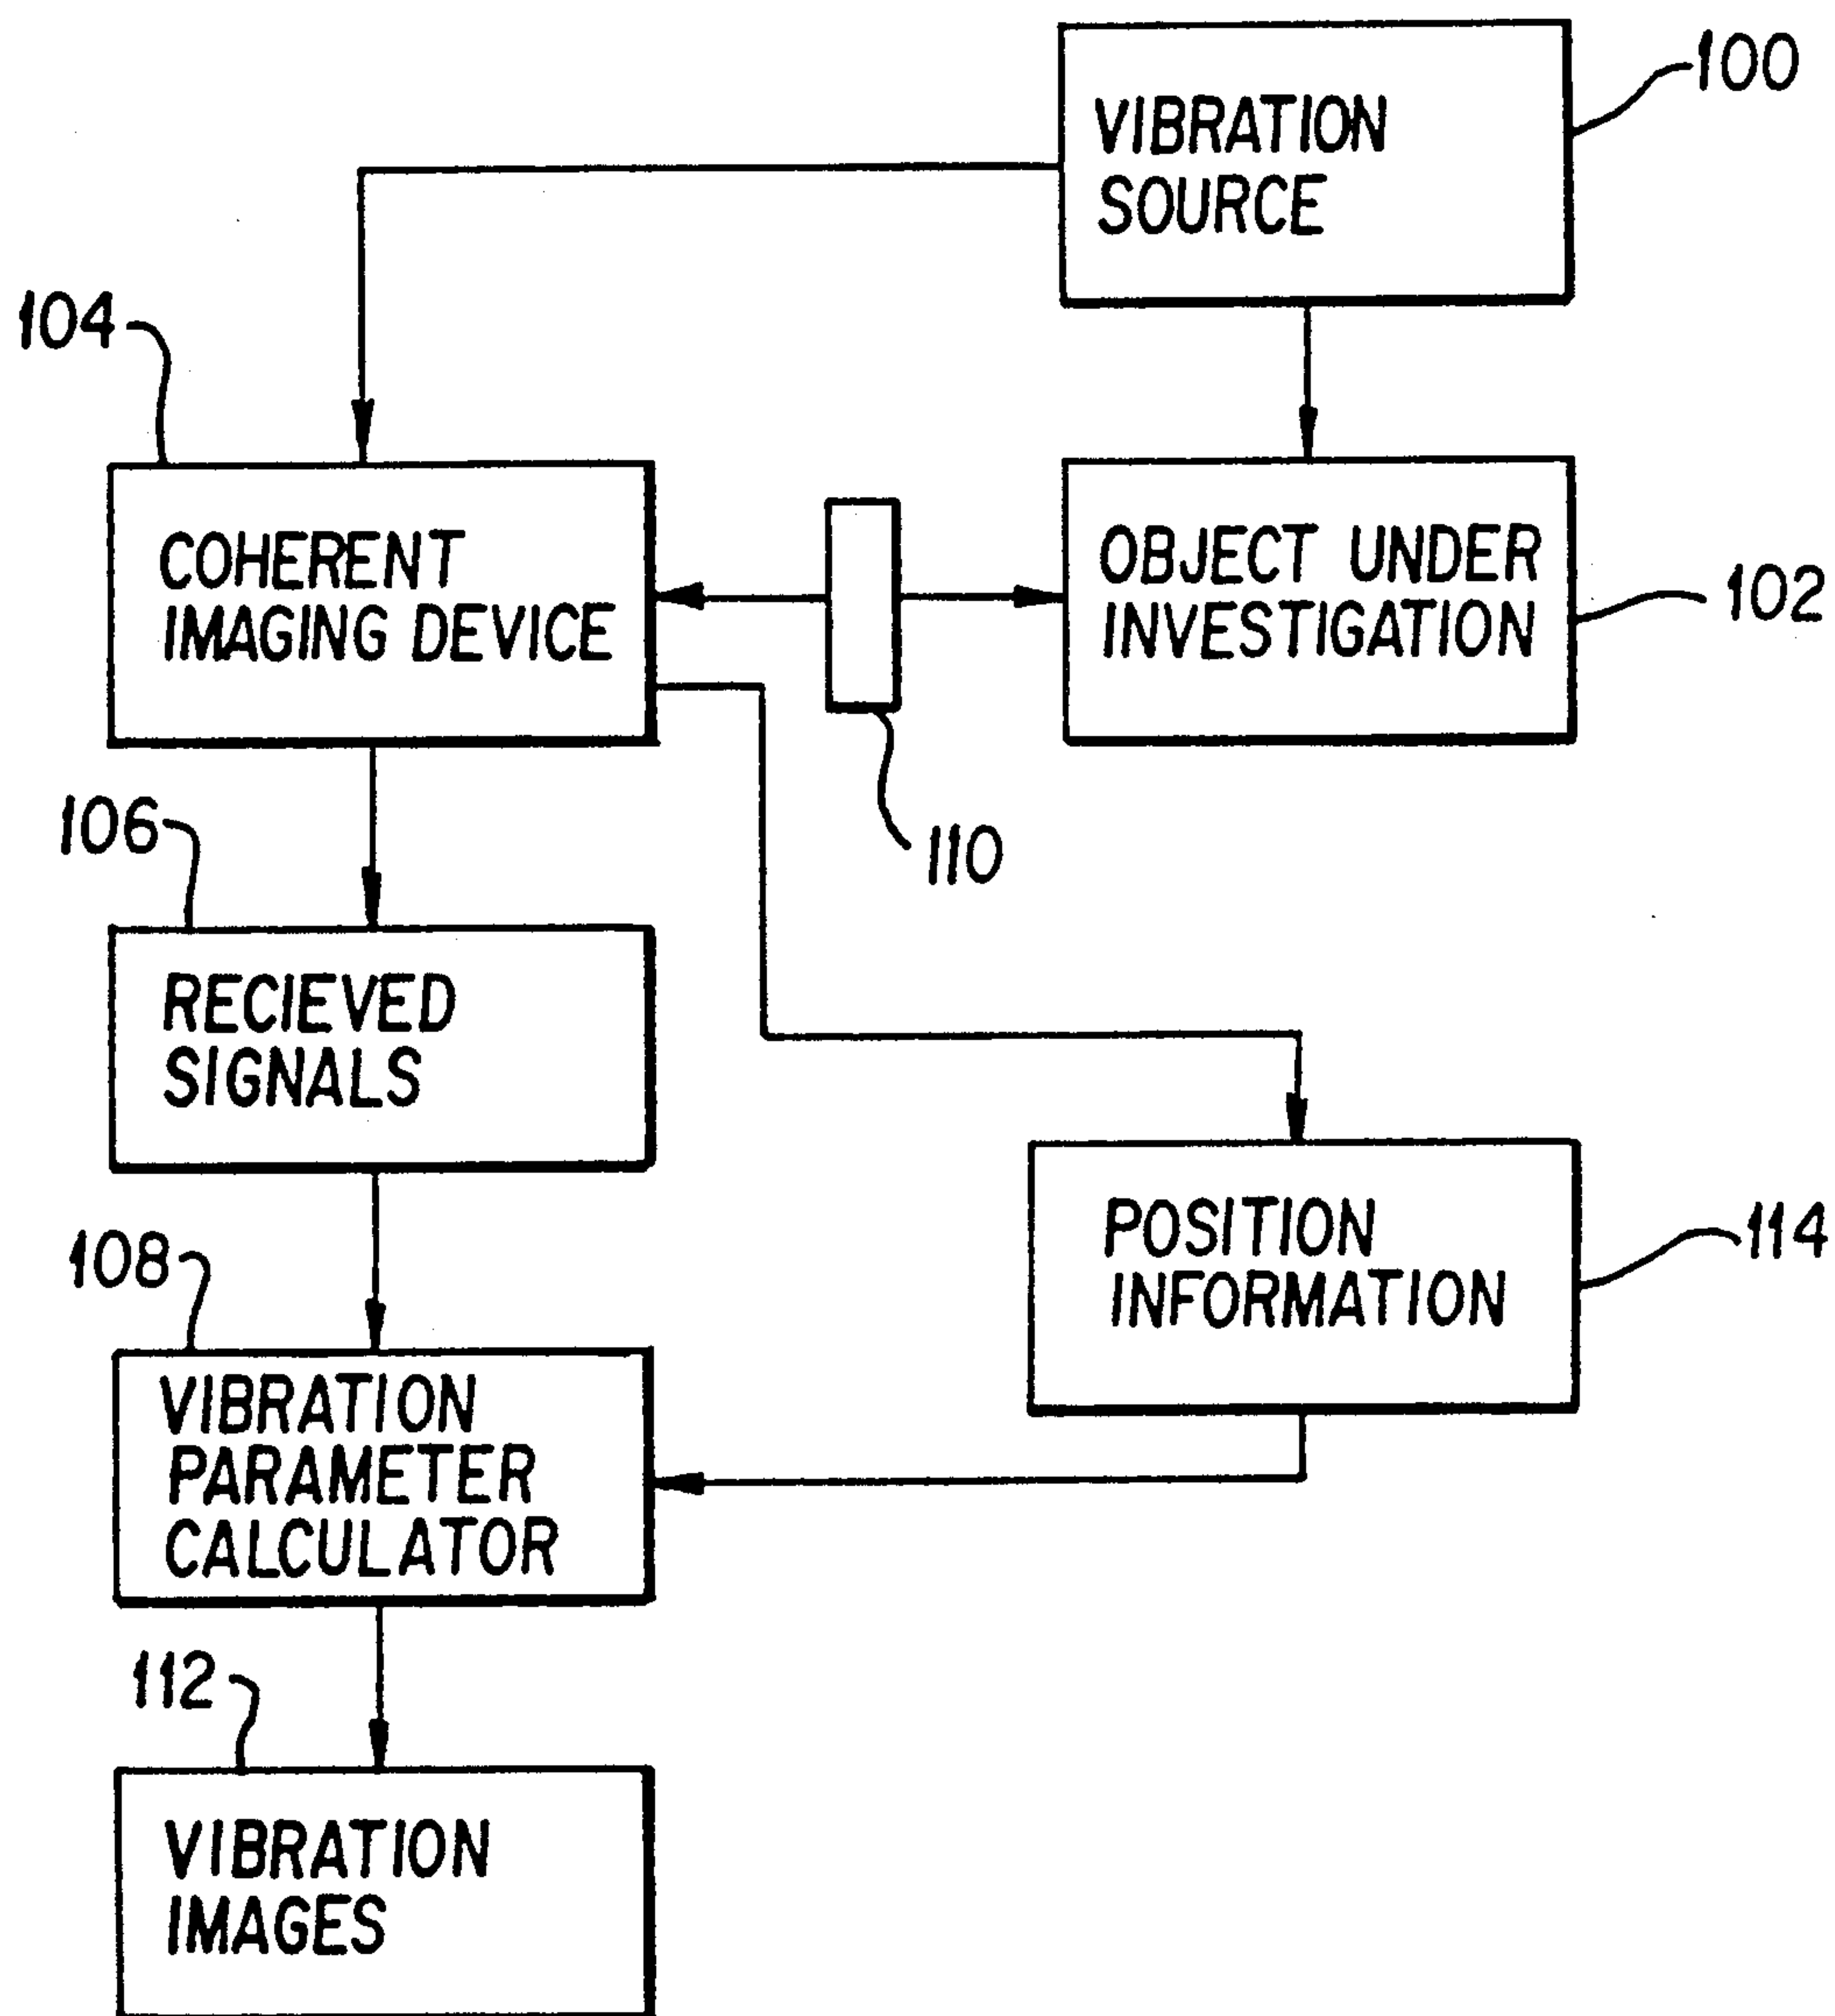 100
VIBRATION
SOURCE
104
COHERENT
IMAGING DEVICE
OBJECT UNDER
INVESTIGATION
102
110
106
RECIEVED
SIGNALS
108
POSITION
INFORMATION
114
VIBRATION
PARAMETER
CALCULATOR
112
VIBRATION
IMAGES